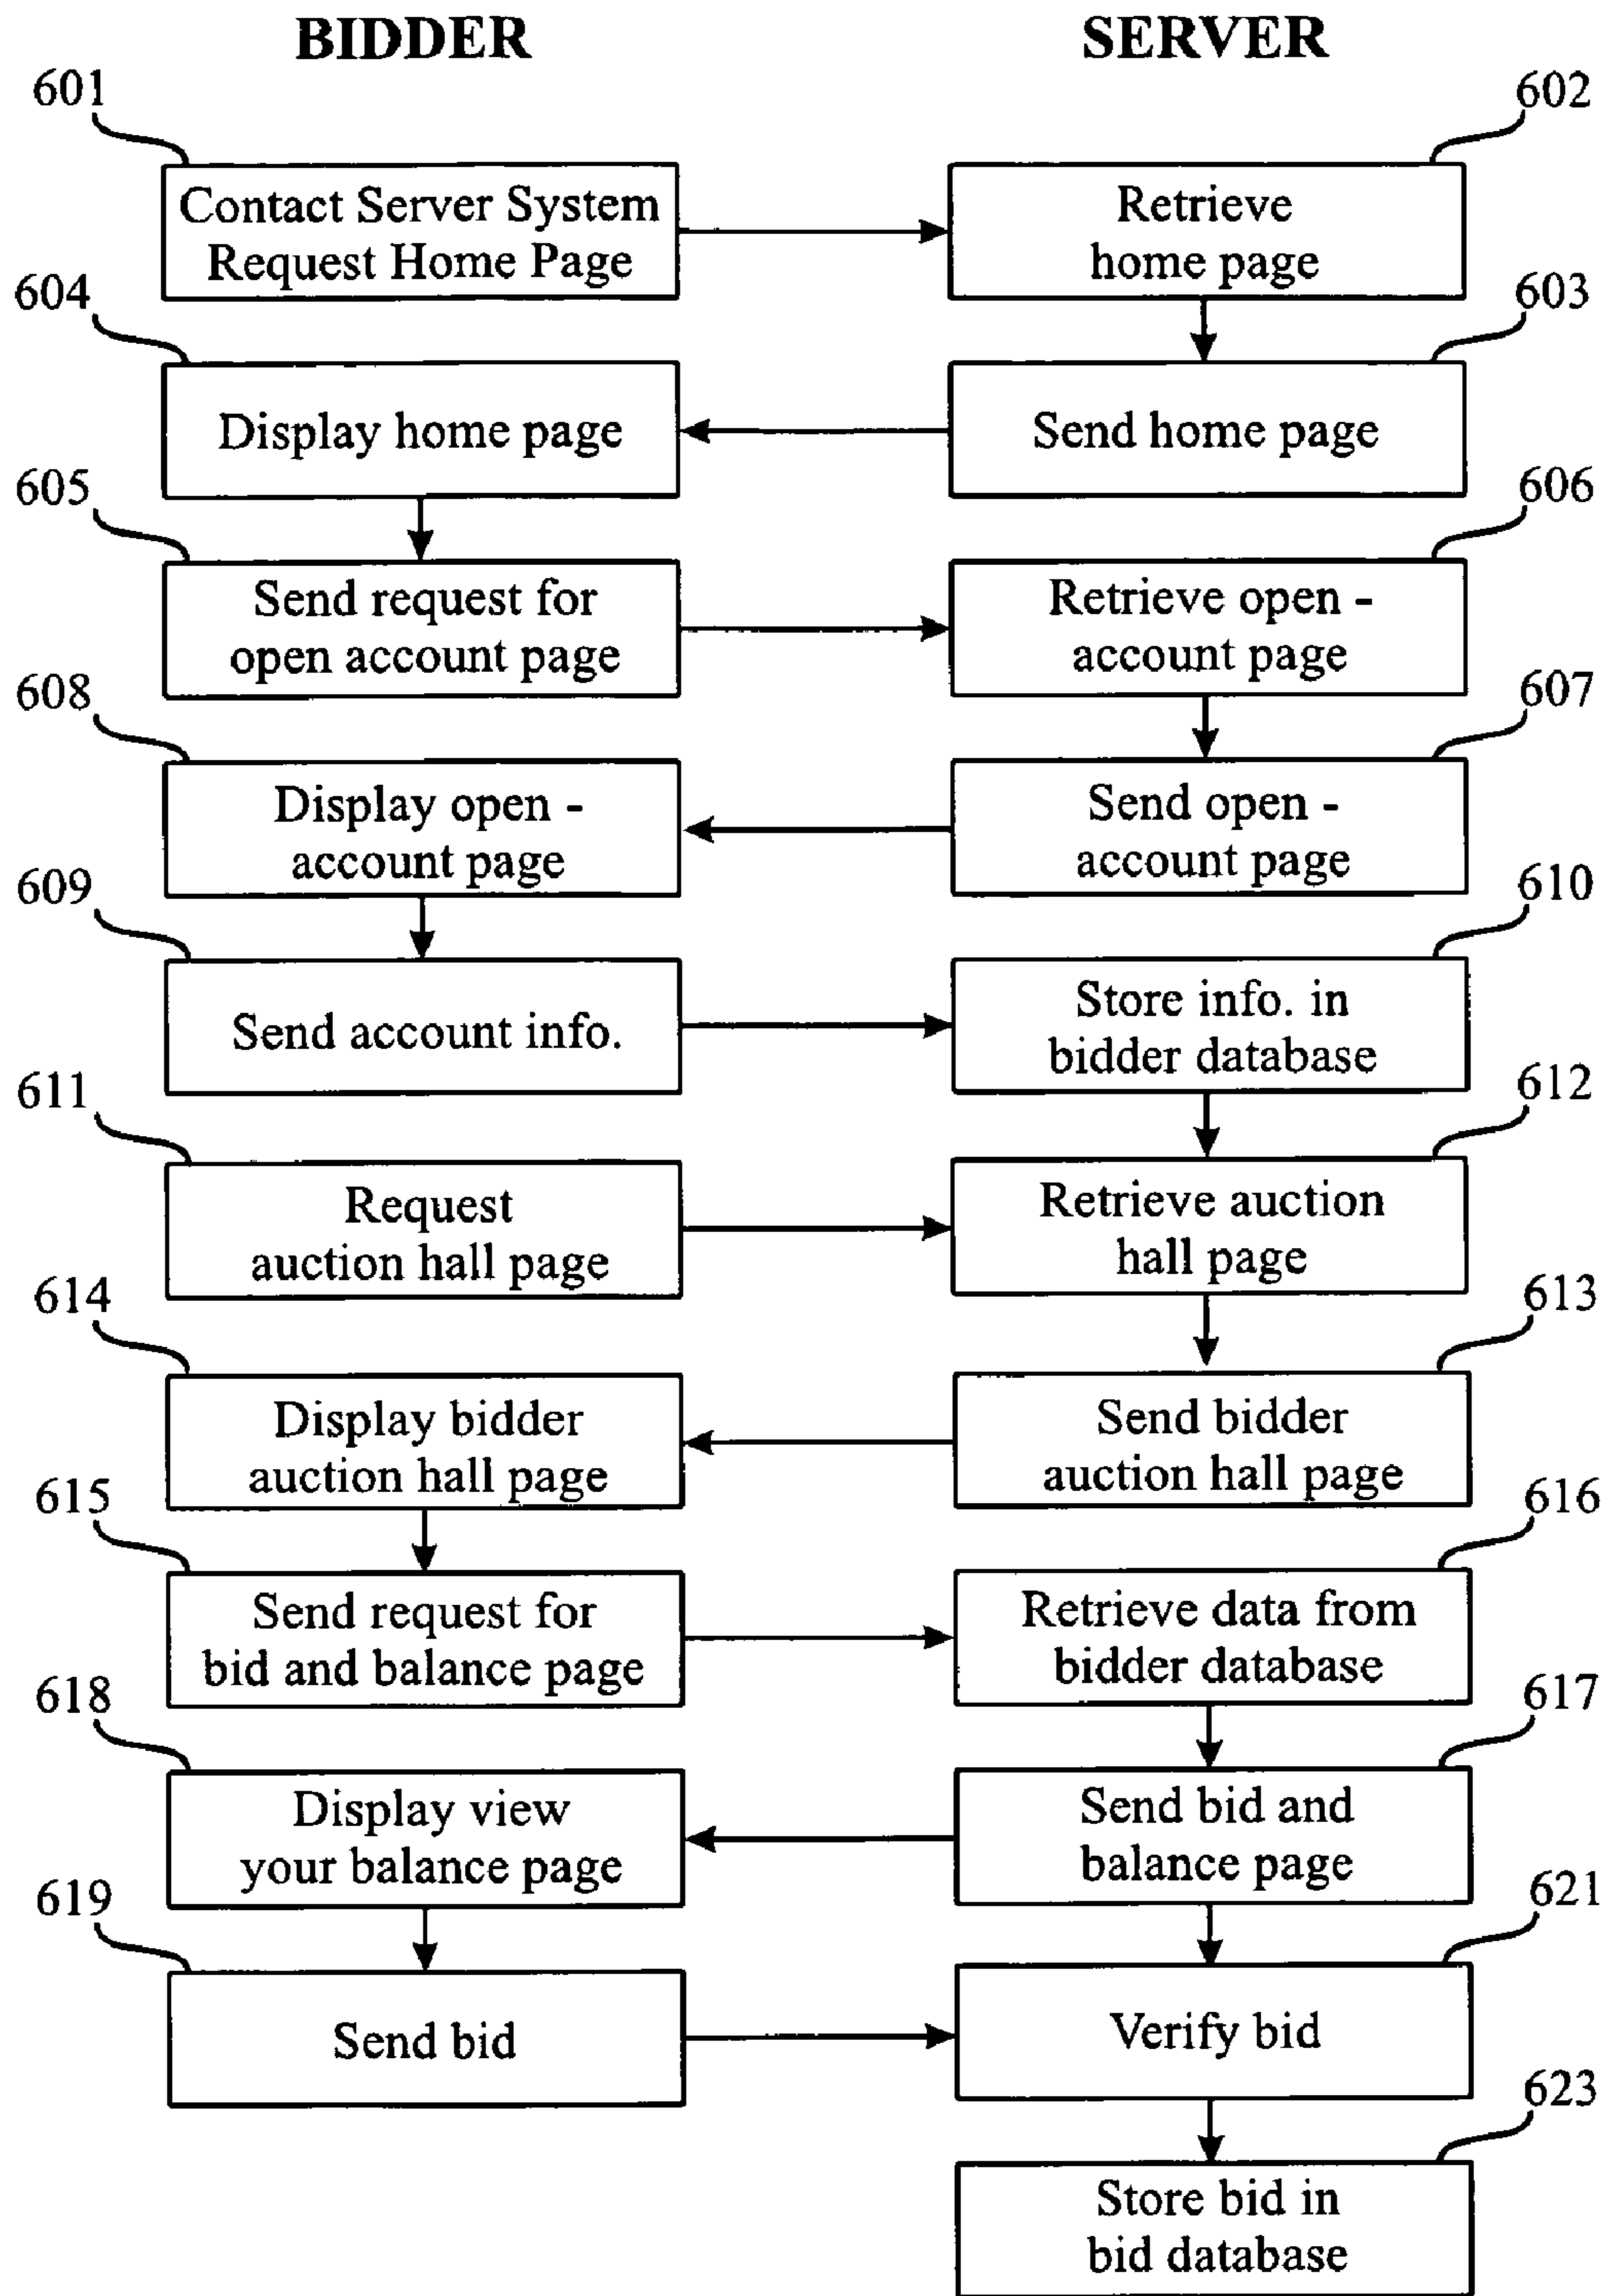 BIDDER
SERVER
601
602
Contact Server System
Request Home Page
Retrieve
home page
604
603
Display home page
Send home page
605
606
Send request for
open account page
Retrieve open -
account page
608
607
Display open -
account page
Send open -
account page
609
610
Send account info.
Store info. in
bidder database
611
612
Request
auction hall page
Retrieve auction
hall page
614
613
Display bidder
auction hall page
Send bidder
auction hall page
615
616
Send request for
bid and balance page
Retrieve data from
bidder database
618
617
Display view
your balance page
Send bid and
balance page
619
621
Send bid
Verify bid
623
Store bid in
bid database